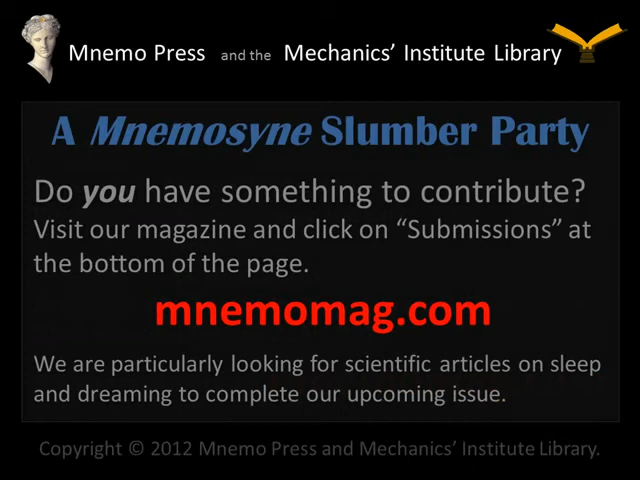 Mnemo Press and the Mechanics’ Institute Library
A Mnemosyne Slumber Party
Do you have something to contribute?
Visit our magazine and click on “Submissions” at
the bottom of the page.
mnemomag.com
We are particularly looking for scientific articles on sleep
and dreaming to complete our upcoming issue.
Copyright © 2012 Mnemo Press and Mechanics’ Institute Library.